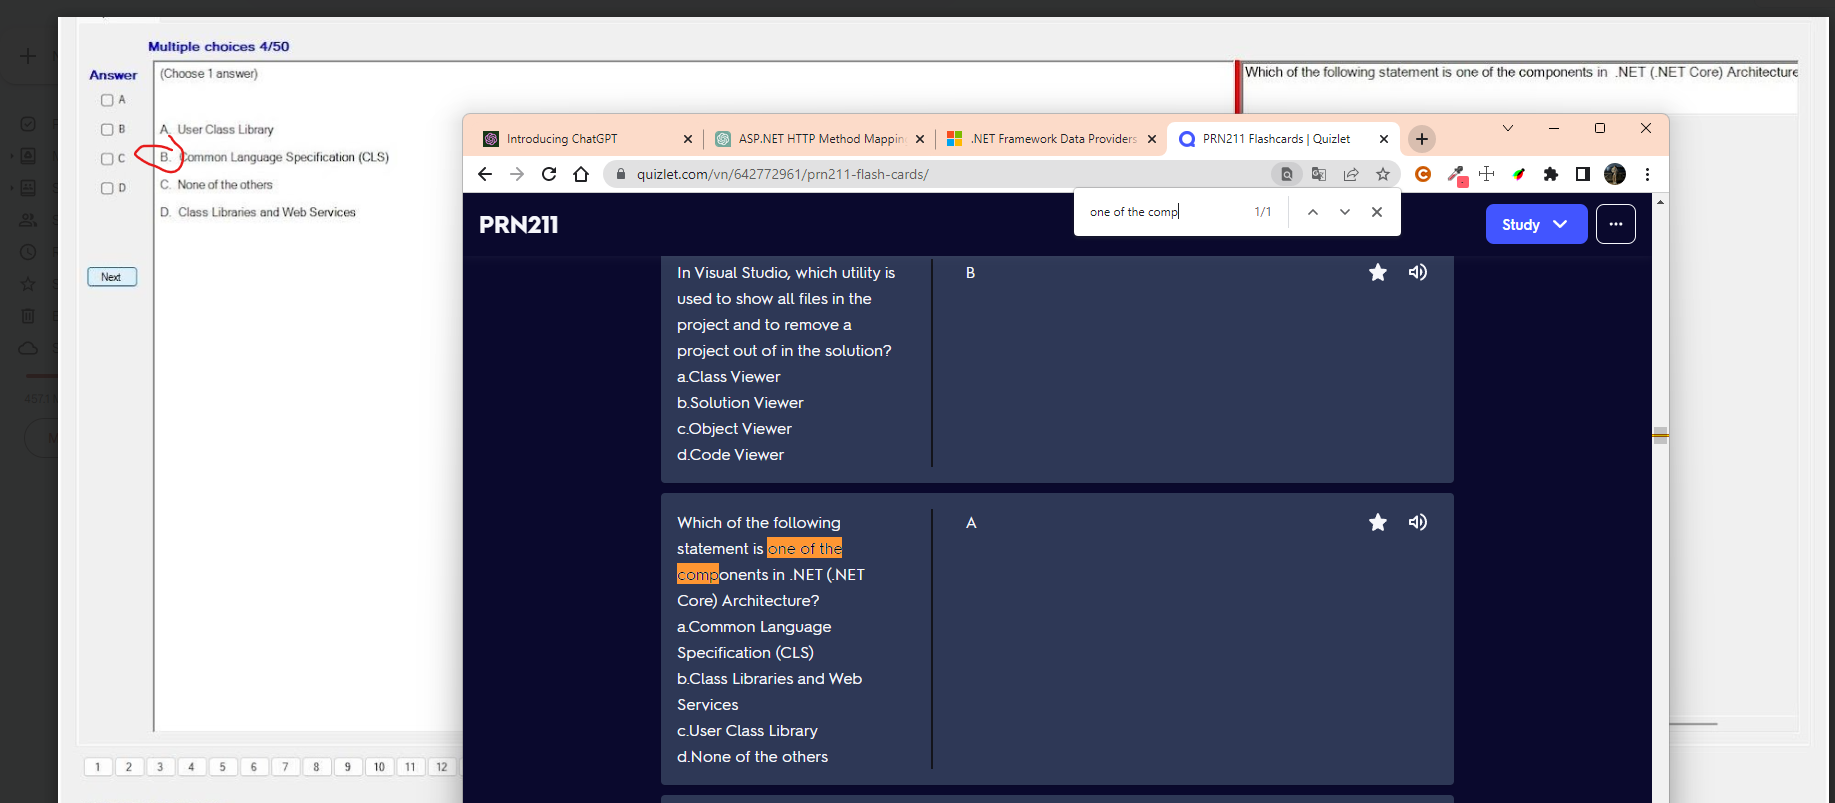 Multiple choices 4/50
Answer
(Choose 1 answer)
Which of the following statement is one of the components in .NET (.NET Core) Architecture
A
B
C
D
A. User Class Library
B. Common Language Specification (CLS)
C. None of the others
D. Class Libraries and Web Services
Next
1 2 3 4 5 6 7 8 9 10 11 12
Introducing ChatGPT
ASP.NET HTTP Method Mappin
.NET Framework Data Providers
PRN211 Flashcards | Quizlet
quizlet.com/vn/642772961/prn211-flash-cards/
one of the comp 1/1
PRN211
Study
In Visual Studio, which utility is
used to show all files in the
project and to remove a
project out of in the solution?
a.Class Viewer
b.Solution Viewer
c.Object Viewer
d.Code Viewer
B
Which of the following
statement is one of the
components in .NET (.NET
Core) Architecture?
a.Common Language
Specification (CLS)
b.Class Libraries and Web
Services
c.User Class Library
d.None of the others
A